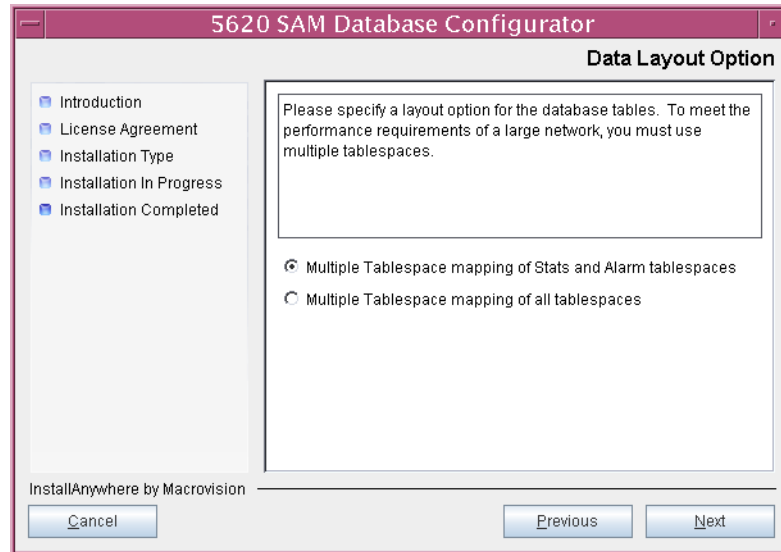 5620 SAM Database Configurator
Data Layout Option
Introduction
License Agreement
Installation Type
Installation In Progress
Installation Completed
Please specify a layout option for the database tables. To meet the
performance requirements of a large network, you must use
multiple tablespaces.
Multiple Tablespace mapping of Stats and Alarm tablespaces
Multiple Tablespace mapping of all tablespaces
InstallAnywhere by Macrovision
Cancel
Previous
Next